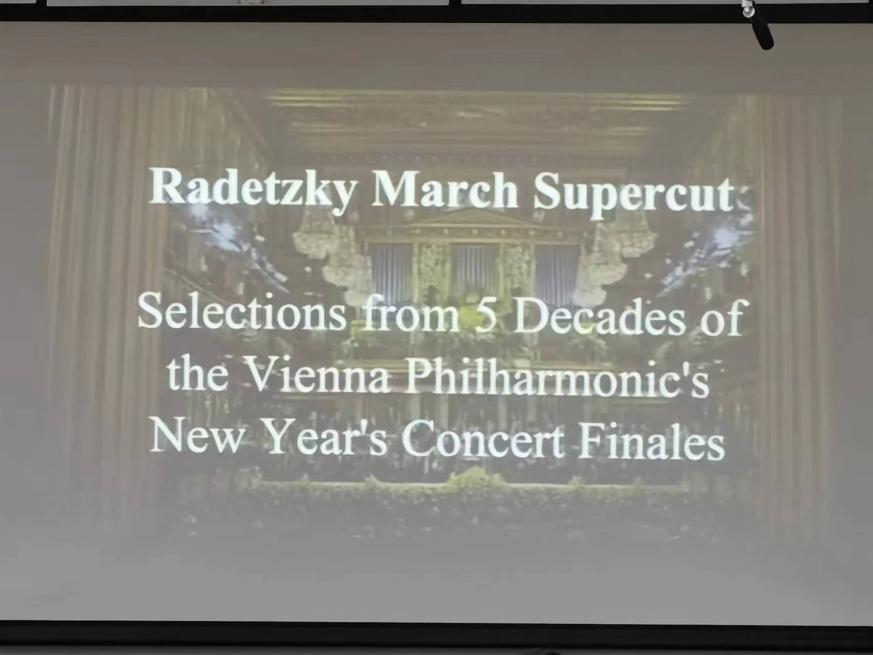 Radetzky March Supercut:
Selections from 5 Decades of
the Vienna Philharmonic's
New Year's Concert Finales